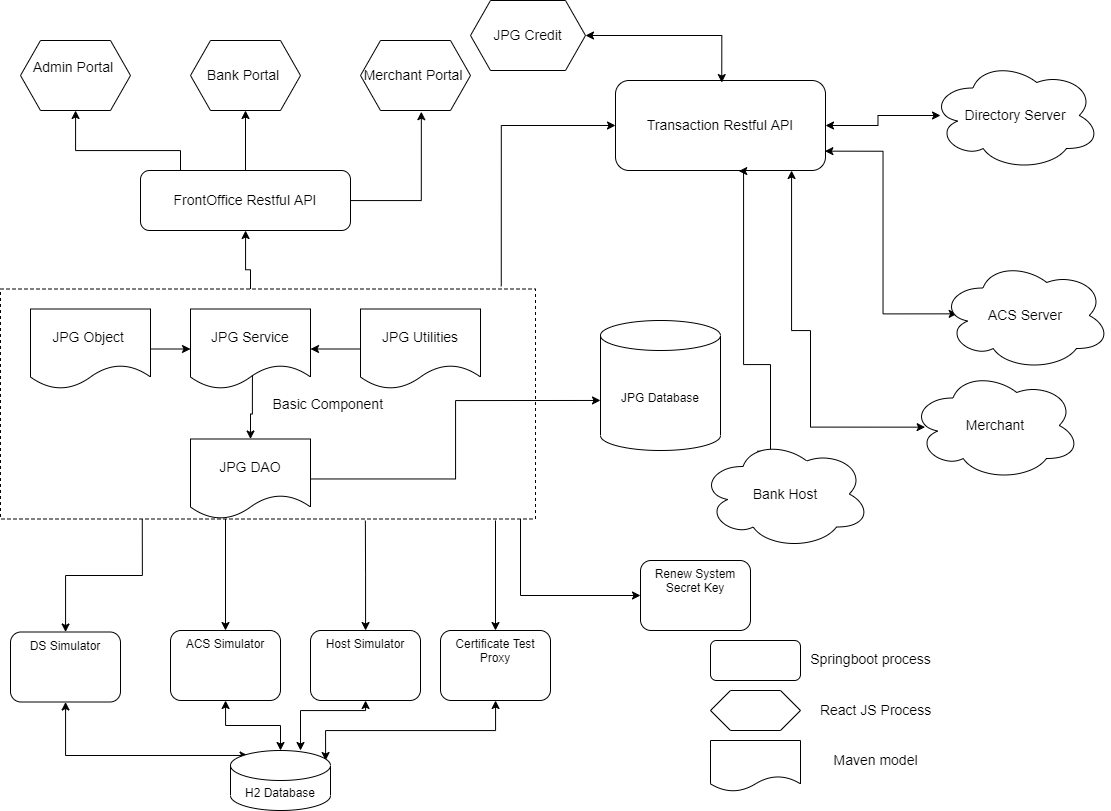 JPG Credit
Admin Portal
Bank Portal
Merchant Portal
Transaction Restful API
Directory Server
FrontOffice Restful API
JPG Object
JPG Service
JPG Utilities
ACS Server
Basic Component
JPG Database
Merchant
JPG DAO
Bank Host
Renew System
Secret Key
DS Simulator
ACS Simulator
Host Simulator
Certificate Test
Proxy
Springboot process
React JS Process
Maven model
H2 Database